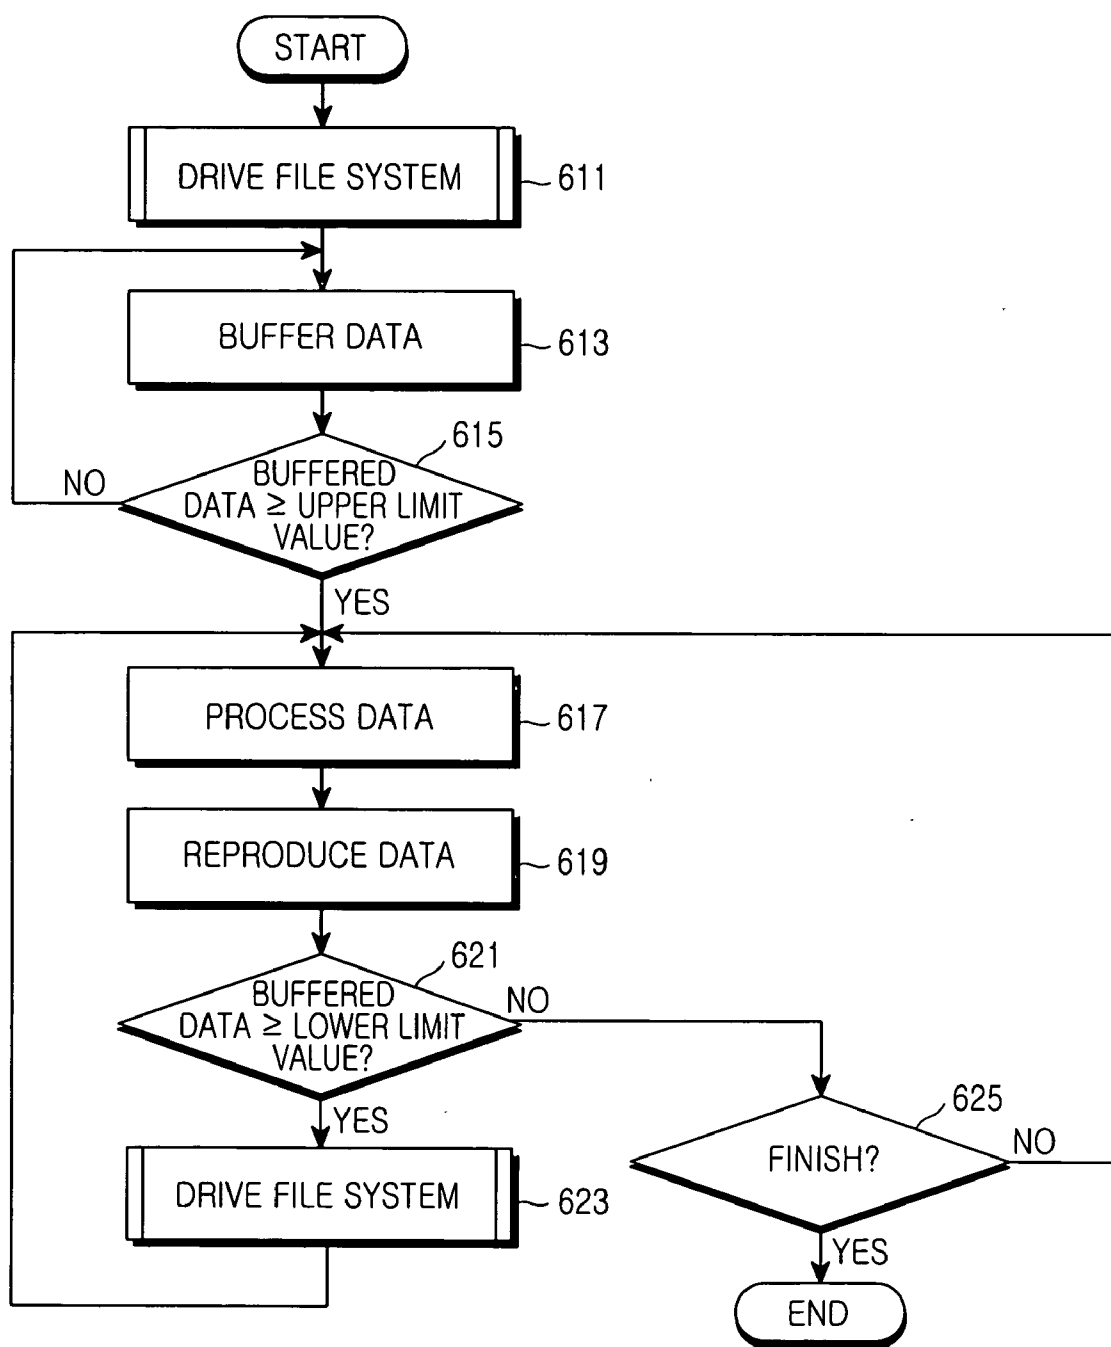 START
DRIVE FILE SYSTEM
611
BUFFER DATA
613
615
BUFFERED
DATA ≥ UPPER LIMIT
VALUE?
NO
YES
PROCESS DATA
617
REPRODUCE DATA
619
621
BUFFERED
DATA ≥ LOWER LIMIT
VALUE?
NO
YES
625
FINISH?
NO
DRIVE FILE SYSTEM
623
YES
END